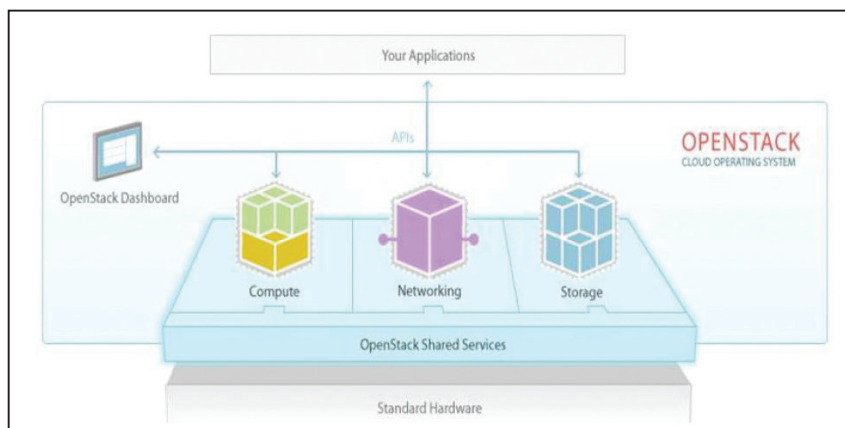 Your Applications
APIs
OPENSTACK
CLOUD OPERATING SYSTEM
OpenStack Dashboard
Compute
Networking
Storage
OpenStack Shared Services
Standard Hardware